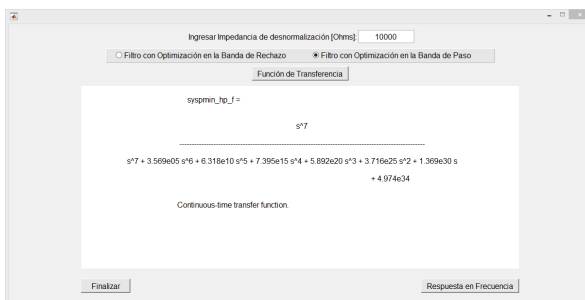 Ingresar Impedancia de desnormalización [Ohms]: 10000
Filtro con Optimización en la Banda de Rechazo Filtro con Optimización en la Banda de Paso
Función de Transferencia
syspmin_hp_f =
s^7
----------------------------------------------------------------------------------------------------
s^7 + 3.569e05 s^6 + 6.318e10 s^5 + 7.395e15 s^4 + 5.892e20 s^3 + 3.716e25 s^2 + 1.369e30 s
+ 4.974e34
Continuous-time transfer function.
Finalizar Respuesta en Frecuencia